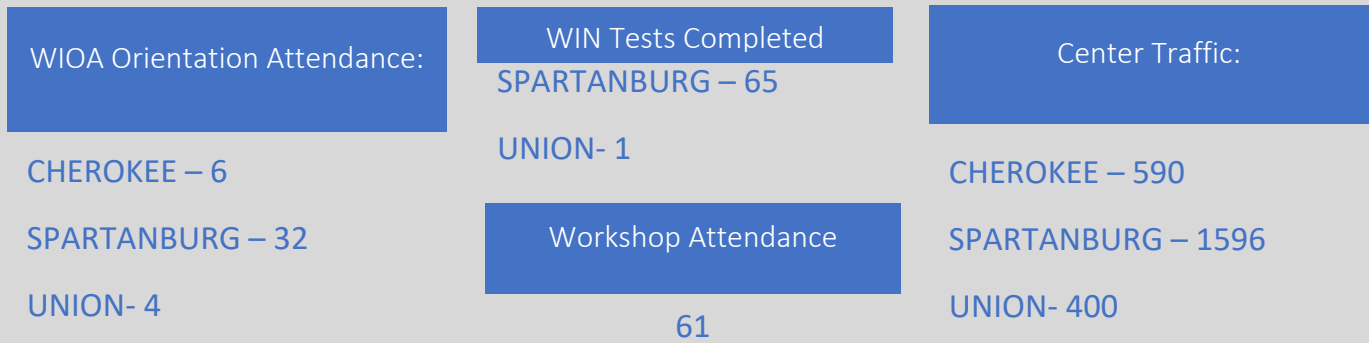 WIOA Orientation Attendance:
CHEROKEE – 6
SPARTANBURG – 32
UNION- 4
WIN Tests Completed
SPARTANBURG – 65
UNION- 1
Workshop Attendance
61
Center Traffic:
CHEROKEE – 590
SPARTANBURG – 1596
UNION- 400